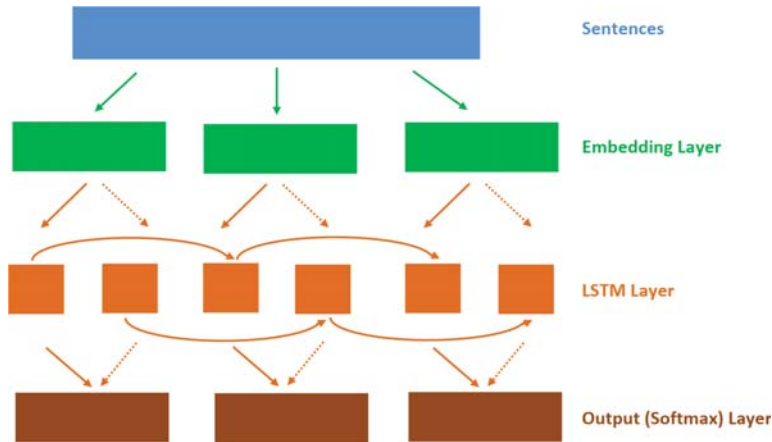 Sentences
Embedding Layer
LSTM Layer
Output (Softmax) Layer